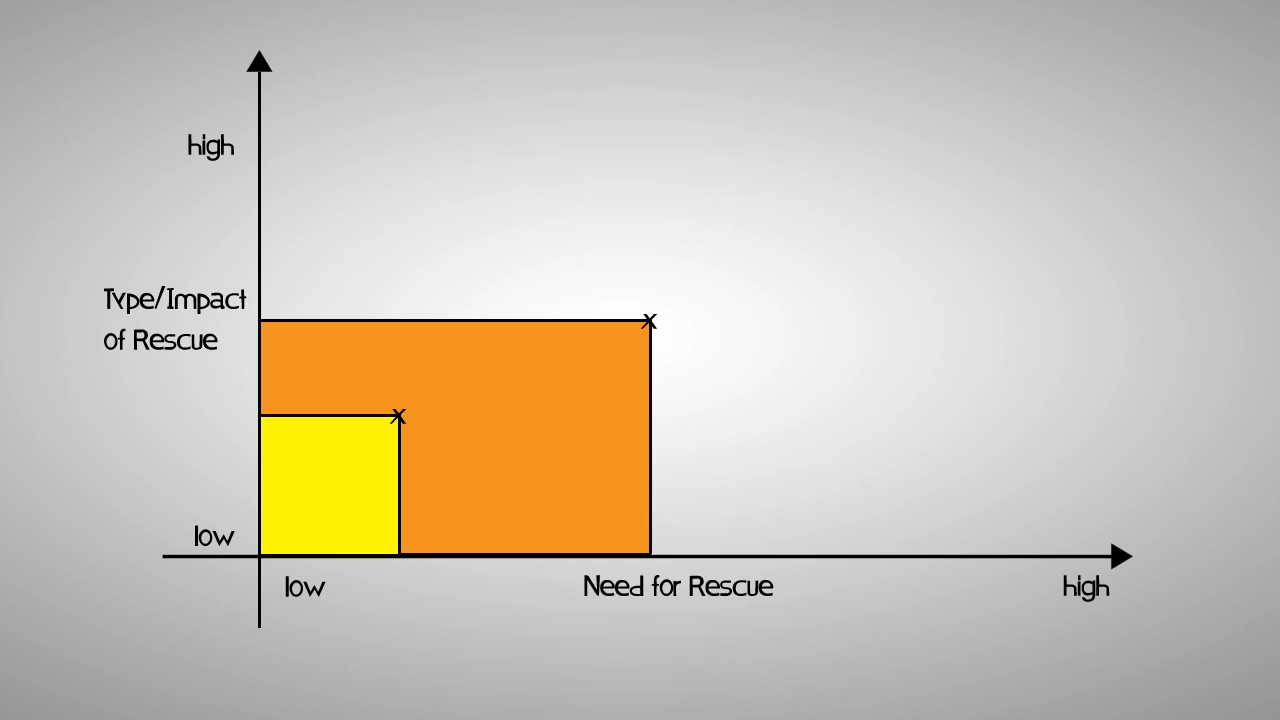 high
Type/Impact
of Rescue
x
x
low
low
Need for Rescue
high